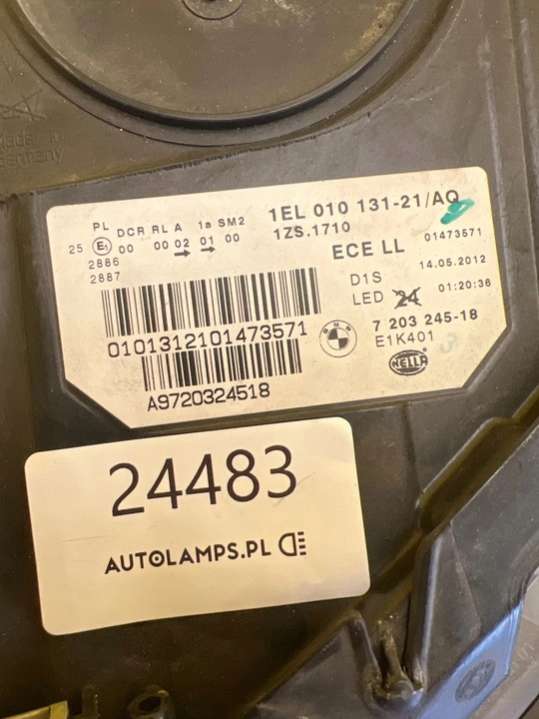 Made in
Germany
PL DCR RL A 1a SM2
25 E1 00 00 02 01 00
2886
2887
1EL 010 131-21/AQ
1ZS.1710
ECE LL 01473571
D1S 14.05.2012
LED 24 01:20:36
0101312101473571
BMW
7 203 245-18
E1K401
HELLA
A9720324518
24483
AUTOLAMPS.PL